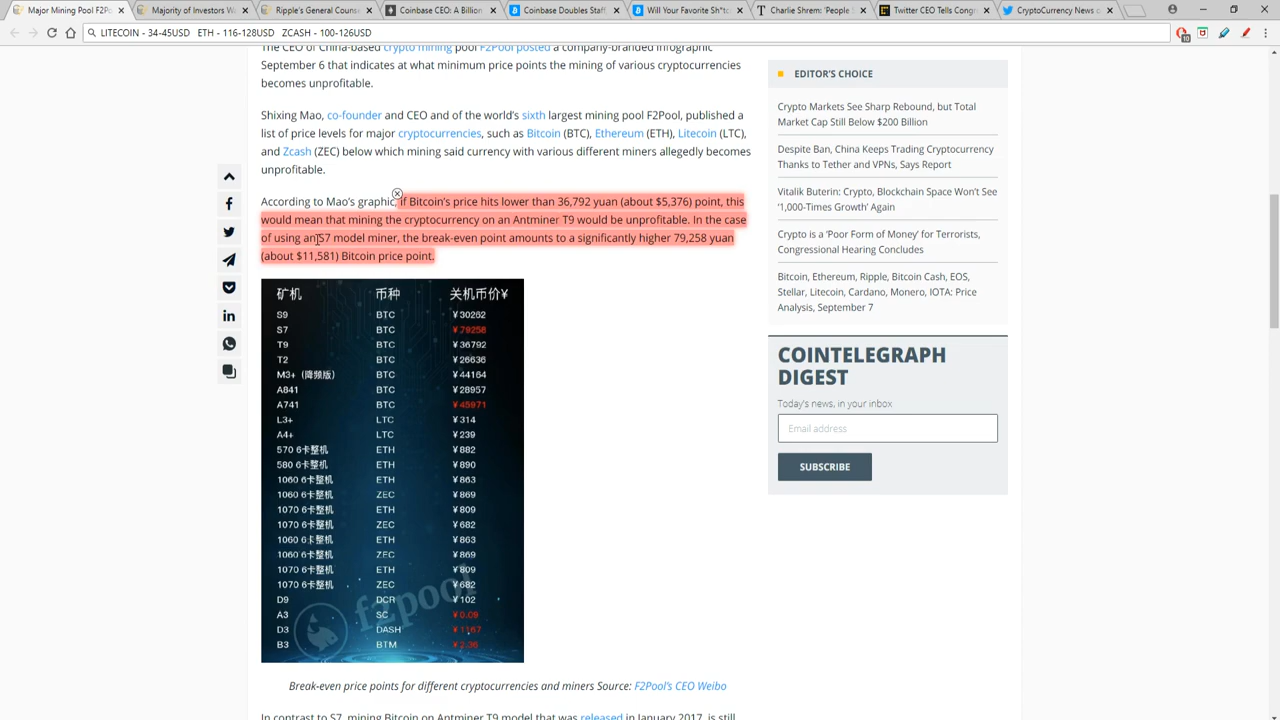 Major Mining Pool F2Po
Majority of Investors W
Ripple's General Couns
Coinbase CEO: A Billion
Coinbase Doubles Staff
Will Your Favorite Sh*tc
Charlie Shrem: 'People
Twitter CEO Tells Cong
CryptoCurrency News
LITECOIN - 34-45USD ETH - 116-128USD ZCASH - 100-126USD
The CEO of China-based crypto mining pool F2Pool posted a company-branded infographic
September 6 that indicates at what minimum price points the mining of various cryptocurrencies
becomes unprofitable.
Shixing Mao, co-founder and CEO and of the world's sixth largest mining pool F2Pool, published a
list of price levels for major cryptocurrencies, such as Bitcoin (BTC), Ethereum (ETH), Litecoin (LTC),
and Zcash (ZEC) below which mining said currency with various different miners allegedly becomes
unprofitable.
According to Mao's graphic, if Bitcoin's price hits lower than 36,792 yuan (about $5,376) point, this
would mean that mining the cryptocurrency on an Antminer T9 would be unprofitable. In the case
of using an S7 model miner, the break-even point amounts to a significantly higher 79,258 yuan
(about $11,581) Bitcoin price point.
矿机 币种 关机币价¥
S9 BTC ¥30262
S7 BTC ¥79258
T9 BTC ¥36792
T2 BTC ¥26636
M3+ (降频版) BTC ¥44164
A841 BTC ¥28957
A741 BTC ¥45971
L3+ LTC ¥314
A4+ LTC ¥239
570 6卡整机 ETH ¥882
580 6卡整机 ETH ¥890
1060 6卡整机 ETH ¥863
1060 6卡整机 ZEC ¥869
1070 6卡整机 ETH ¥809
1070 6卡整机 ZEC ¥682
1060 6卡整机 ETH ¥863
1060 6卡整机 ZEC ¥869
1070 6卡整机 ETH ¥809
1070 6卡整机 ZEC ¥682
D9 DCR ¥102
A3 SC ¥0.09
D3 DASH ¥1167
B3 BTM ¥2.36
f2pool
Break-even price points for different cryptocurrencies and miners Source: F2Pool's CEO Weibo
In contrast to S7, mining Bitcoin on Antminer T9 model that was released in January 2017, is still
EDITOR'S CHOICE
Crypto Markets See Sharp Rebound, but Total
Market Cap Still Below $200 Billion
Despite Ban, China Keeps Trading Cryptocurrency
Thanks to Tether and VPNs, Says Report
Vitalik Buterin: Crypto, Blockchain Space Won't See
'1,000-Times Growth' Again
Crypto is a 'Poor Form of Money' for Terrorists,
Congressional Hearing Concludes
Bitcoin, Ethereum, Ripple, Bitcoin Cash, EOS,
Stellar, Litecoin, Cardano, Monero, IOTA: Price
Analysis, September 7
COINTELEGRAPH
DIGEST
Today's news, in your inbox
Email address
SUBSCRIBE